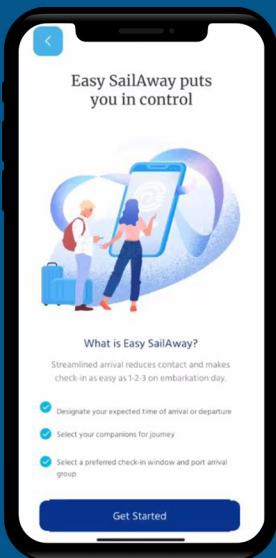 Easy SailAway puts
you in control
What is Easy SailAway?
Streamlined arrival reduces contact and makes
check-in as easy as 1-2-3 on embarkation day.
Designate your expected time of arrival or departure
Select your companions for journey
Select a preferred check-in window and port arrival
group
Get Started